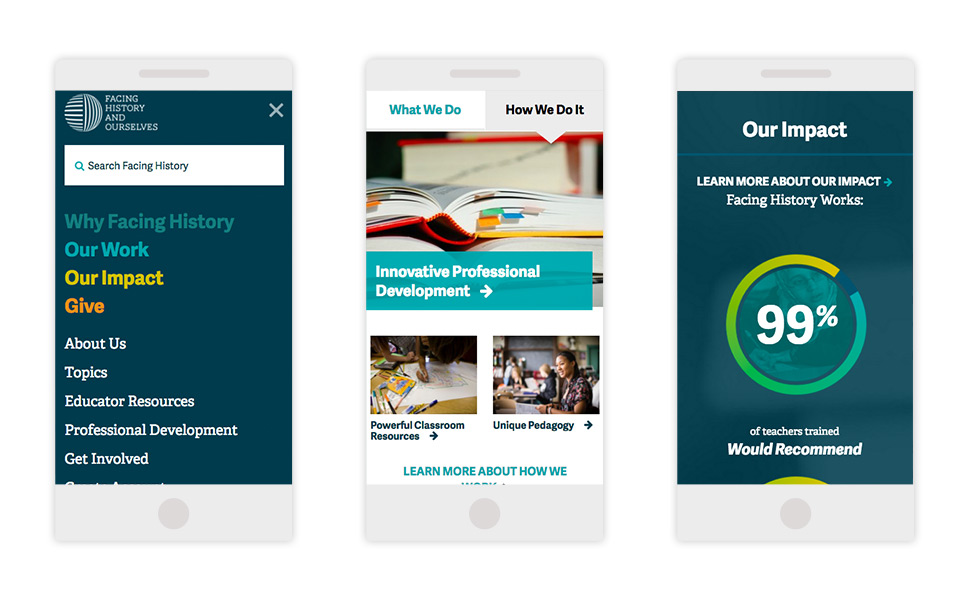 FACING
HISTORY
AND
OURSELVES
Search Facing History
Why Facing History
Our Work
Our Impact
Give
About Us
Topics
Educator Resources
Professional Development
Get Involved
What We Do
How We Do It
Innovative Professional
Development →
Powerful Classroom
Resources →
Unique Pedagogy →
LEARN MORE ABOUT HOW WE
Our Impact
LEARN MORE ABOUT OUR IMPACT →
Facing History Works:
99%
of teachers trained
Would Recommend